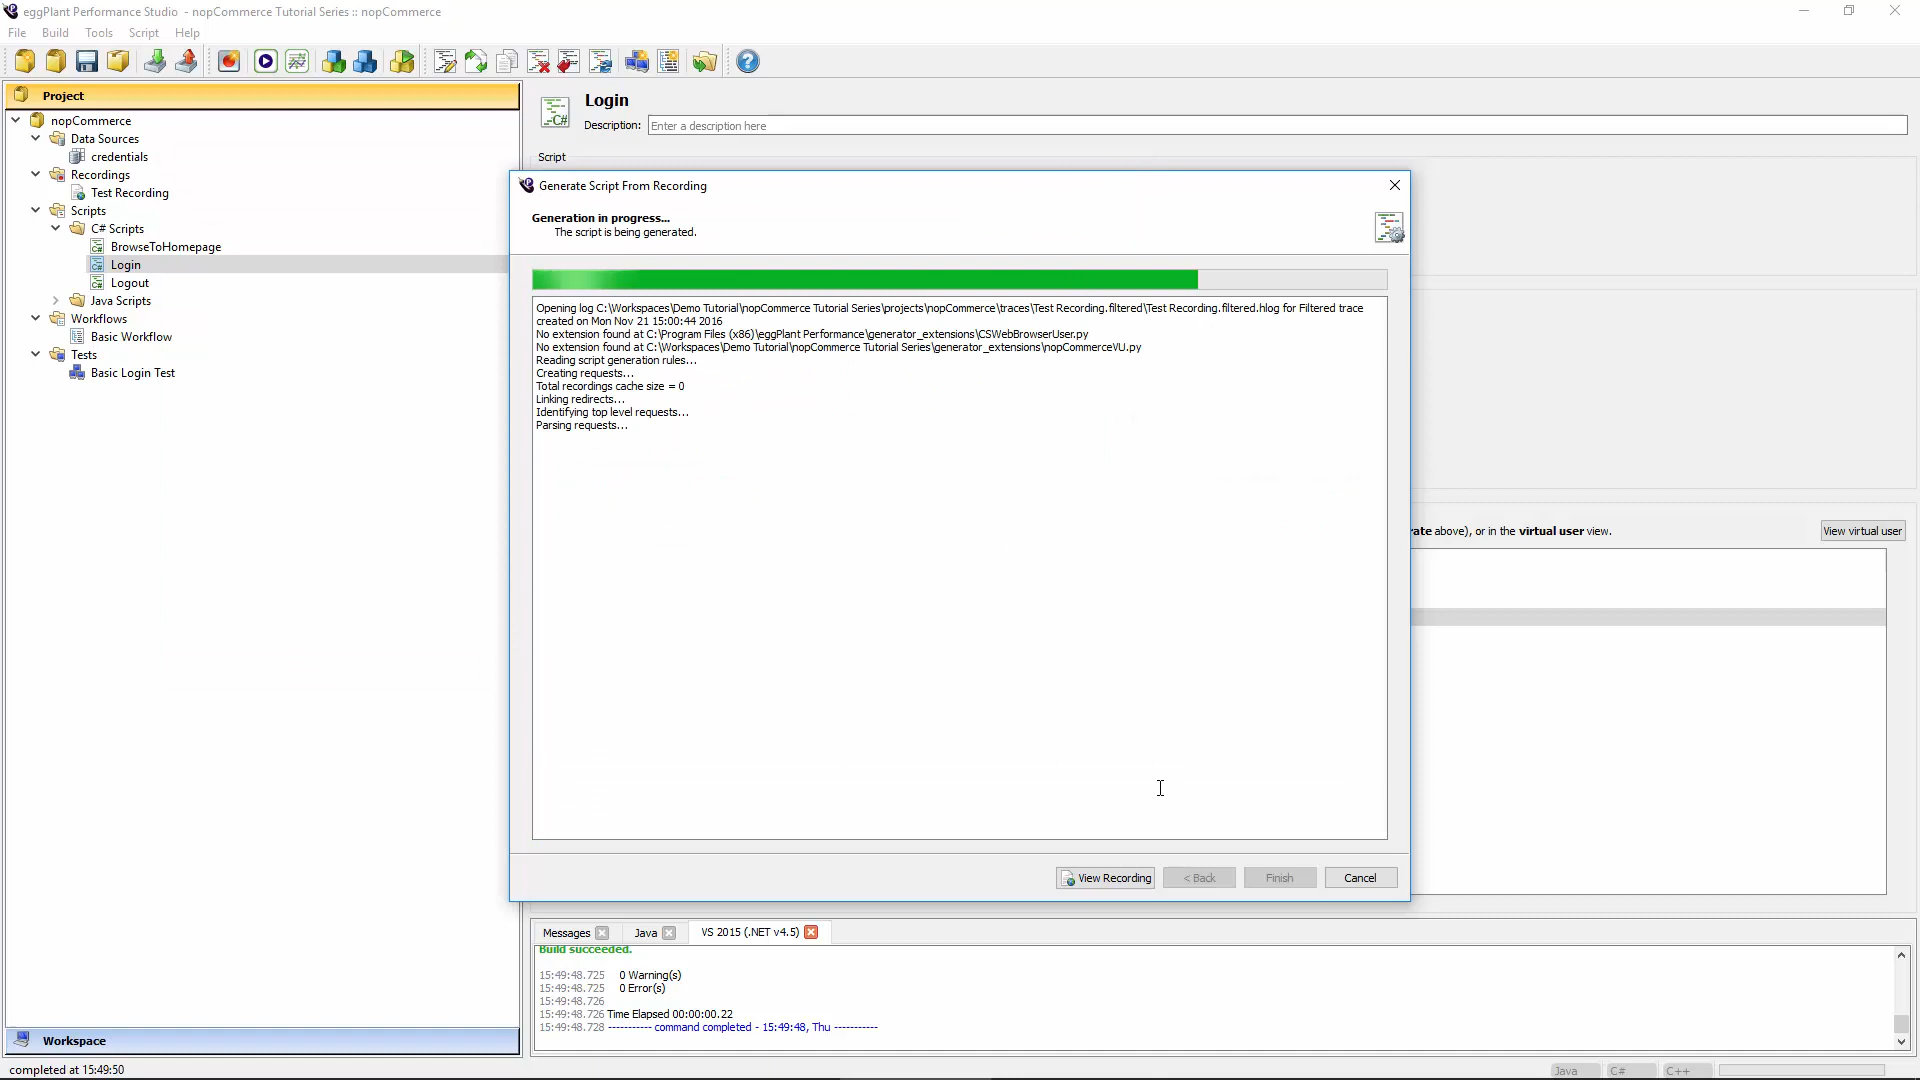 eggPlant Performance Studio - nopCommerce Tutorial Series :: nopCommerce
File Build Tools Script Help
Project
nopCommerce
Data Sources
credentials
Recordings
Test Recording
Scripts
C# Scripts
BrowseToHomepage
Login
Logout
Java Scripts
Workflows
Basic Workflow
Tests
Basic Login Test
Workspace
Login
Description: Enter a description here
Script
Generate Script From Recording
Generation in progress...
The script is being generated.
Opening log C:\Workspaces\Demo Tutorial\nopCommerce Tutorial Series\projects\nopCommerce\traces\Test Recording.filtered\Test Recording.filtered.hlog for Filtered trace
created on Mon Nov 21 15:00:44 2016
No extension found at C:\Program Files (x86)\eggPlant Performance\generator_extensions\CSWebBrowserUser.py
No extension found at C:\Workspaces\Demo Tutorial\nopCommerce Tutorial Series\generator_extensions\nopCommerceVU.py
Reading script generation rules...
Creating requests...
Total recordings cache size = 0
Linking redirects...
Identifying top level requests...
Parsing requests...
View Recording < Back Finish Cancel
rate above), or in the virtual user view. View virtual user
Messages Java VS 2015 (.NET v4.5)
Build succeeded.
15:49:48.725 0 Warning(s)
15:49:48.725 0 Error(s)
15:49:48.726
15:49:48.726 Time Elapsed 00:00:00.22
15:49:48.728 ----------- command completed - 15:49:48, Thu -----------
completed at 15:49:50
Java C# C++